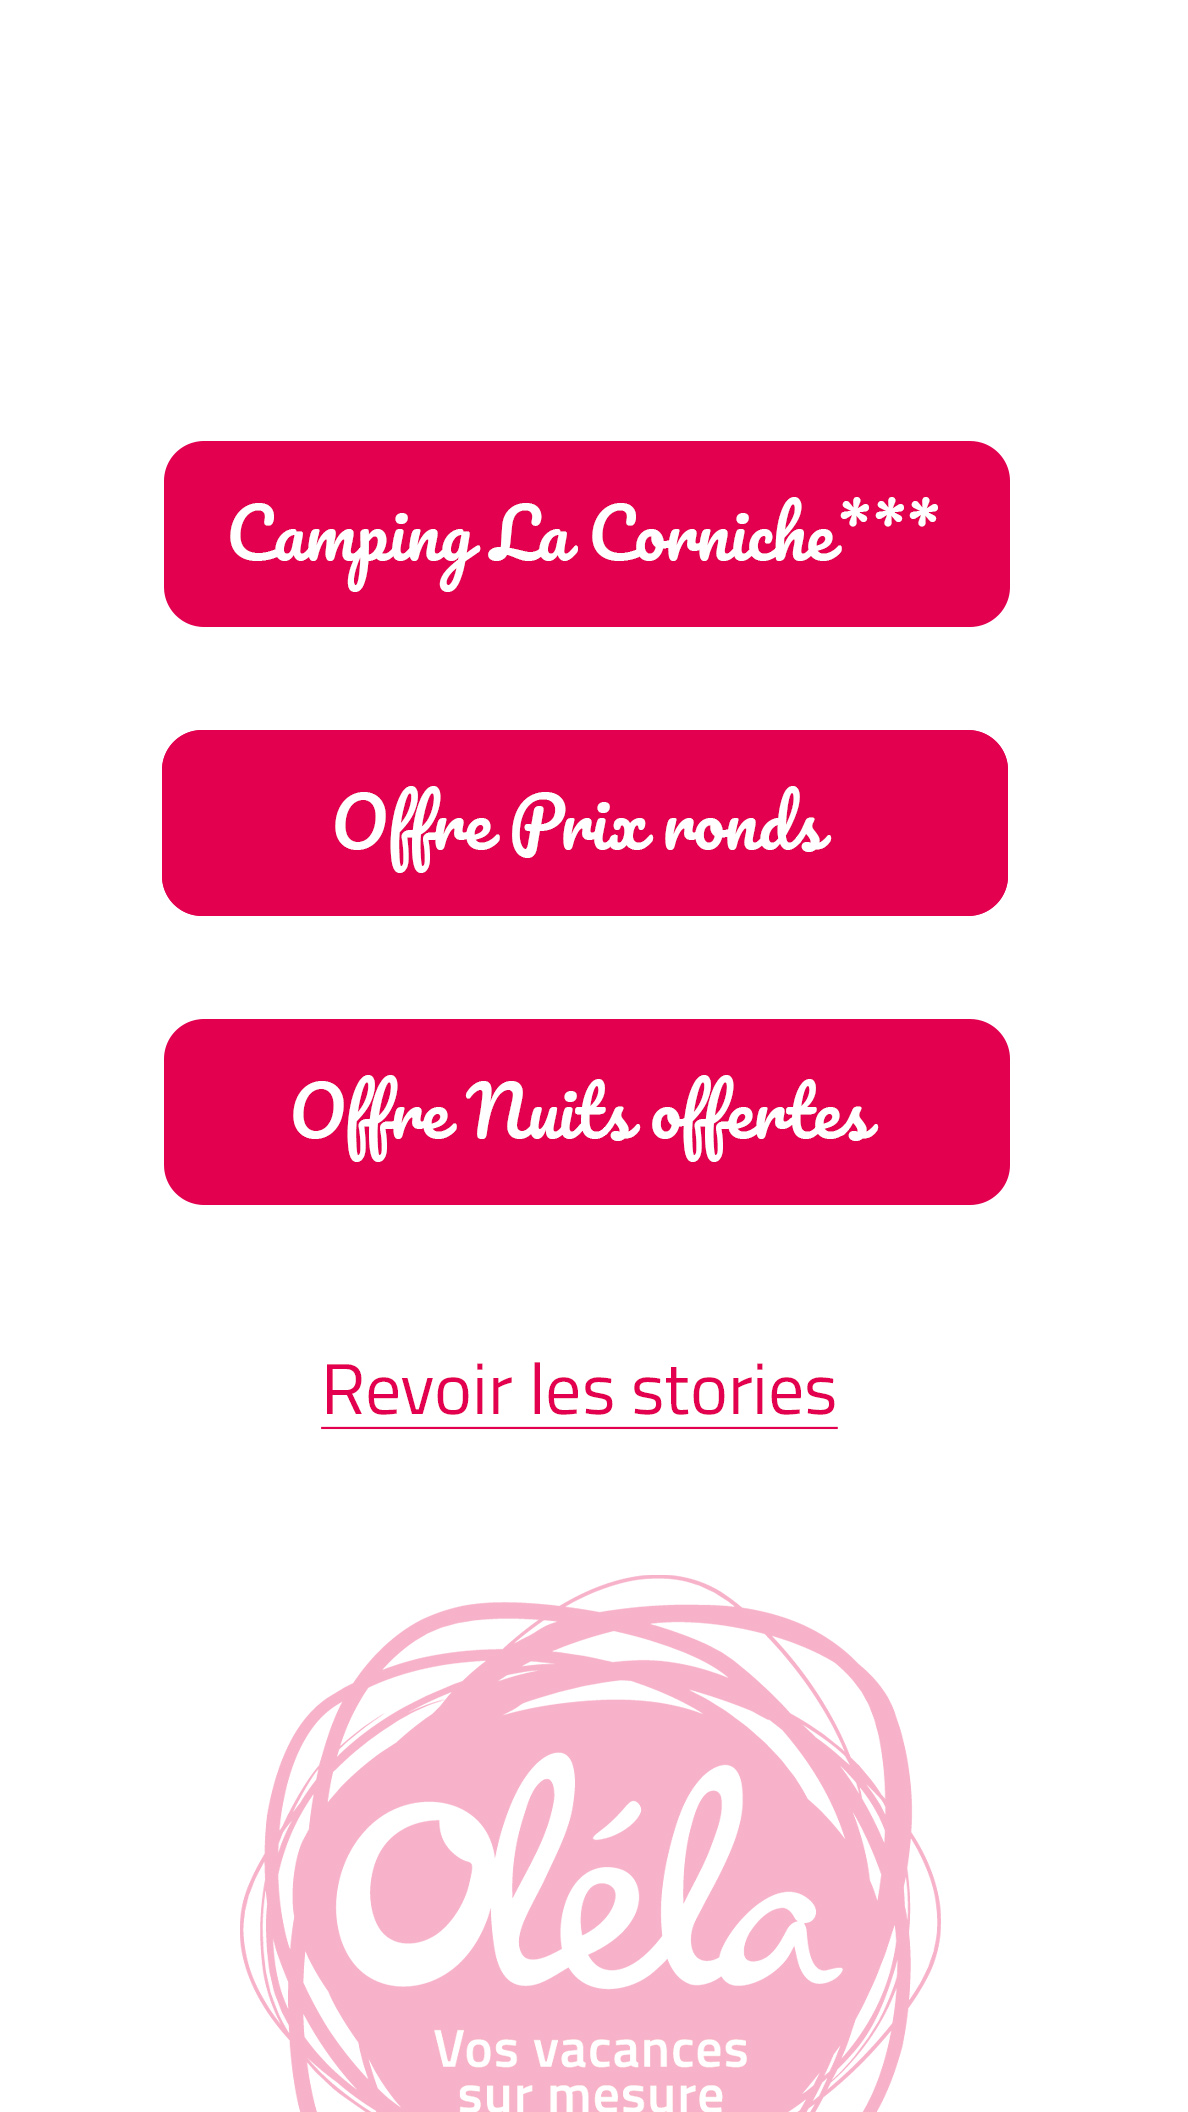 Camping La Corniche***
Offre Prix ronds
Offre Nuits offertes
Revoir les stories
Oléla
Vos vacances
sur mesure